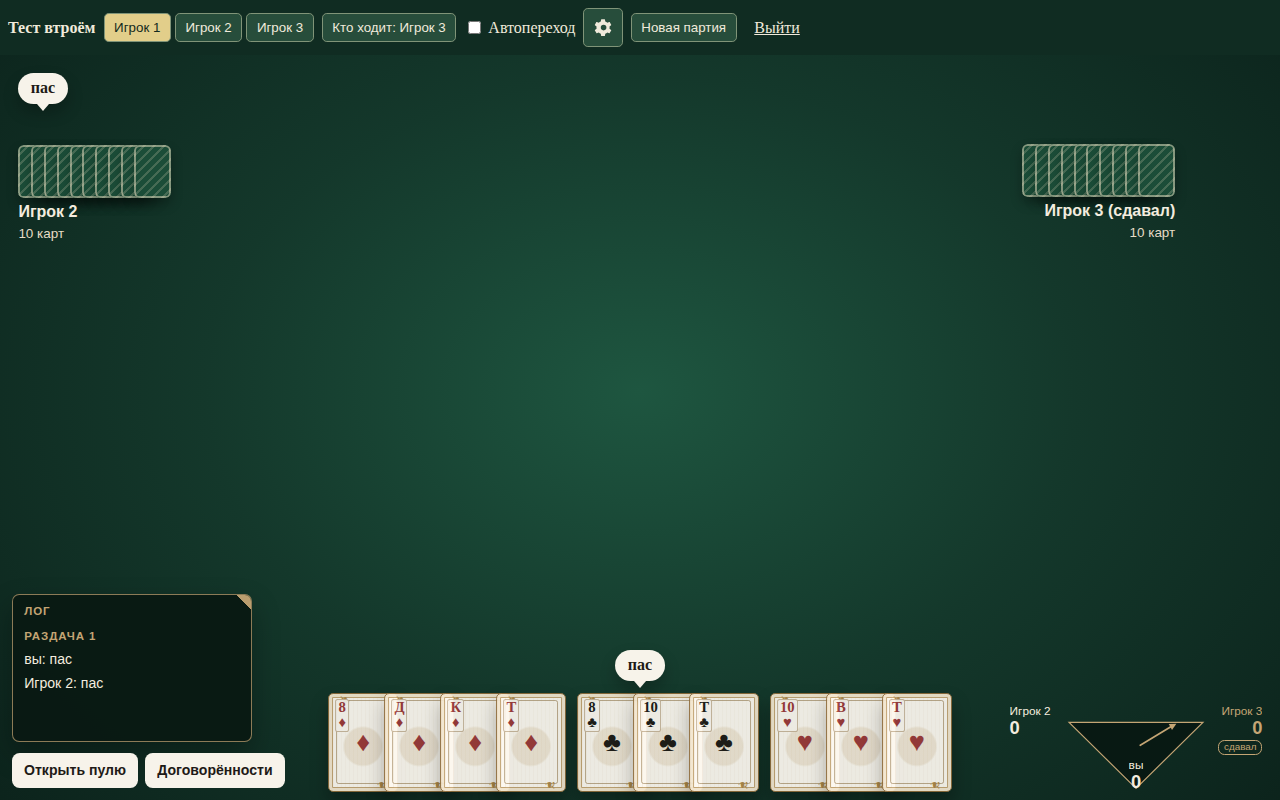 Тест втроём Игрок 1 Игрок 2 Игрок 3 Кто ходит: Игрок 3 Автопереход Новая партия Выйти
пас
Игрок 2
10 карт
Игрок 3 (сдавал)
10 карт
ЛОГ
РАЗДАЧА 1
вы: пас
Игрок 2: пас
Открыть пулю Договорённости
пас
8♦ Д♦ К♦ Т♦ 8♣ 10♣ Т♣ 10♥ В♥ Т♥
Игрок 2
0
Игрок 3
0
сдавал
вы
0